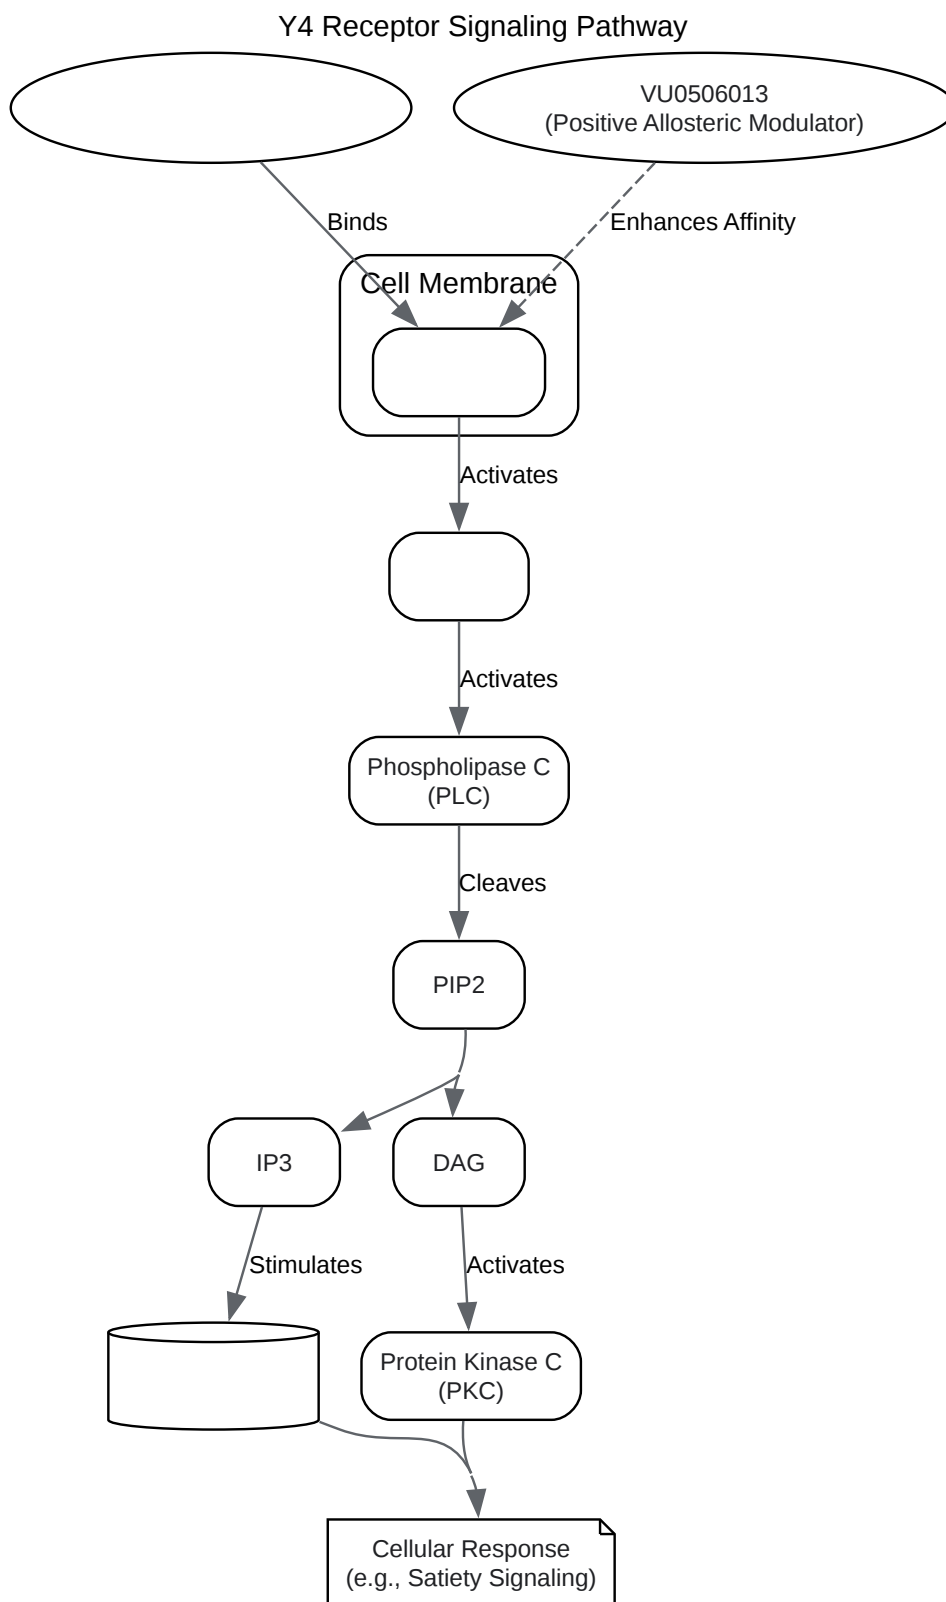 Y4 Receptor Signaling Pathway
VU0506013
(Positive Allosteric Modulator)
Binds
Enhances Affinity
Cell Membrane
Activates
Activates
Phospholipase C
(PLC)
Cleaves
PIP2
IP3
DAG
Stimulates
Activates
Protein Kinase C
(PKC)
Cellular Response
(e.g., Satiety Signaling)